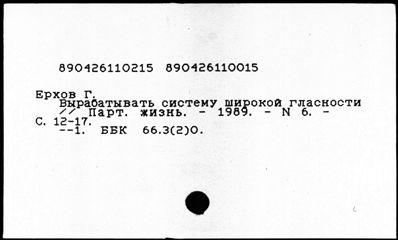 890426110215 890426110015
Ерхов Г.
Вырабатывать систему широкой гласности
// Парт. жизнь. - 1989. - N 6. -
С. 12-17.
--1. ББК 66.3(2)0.